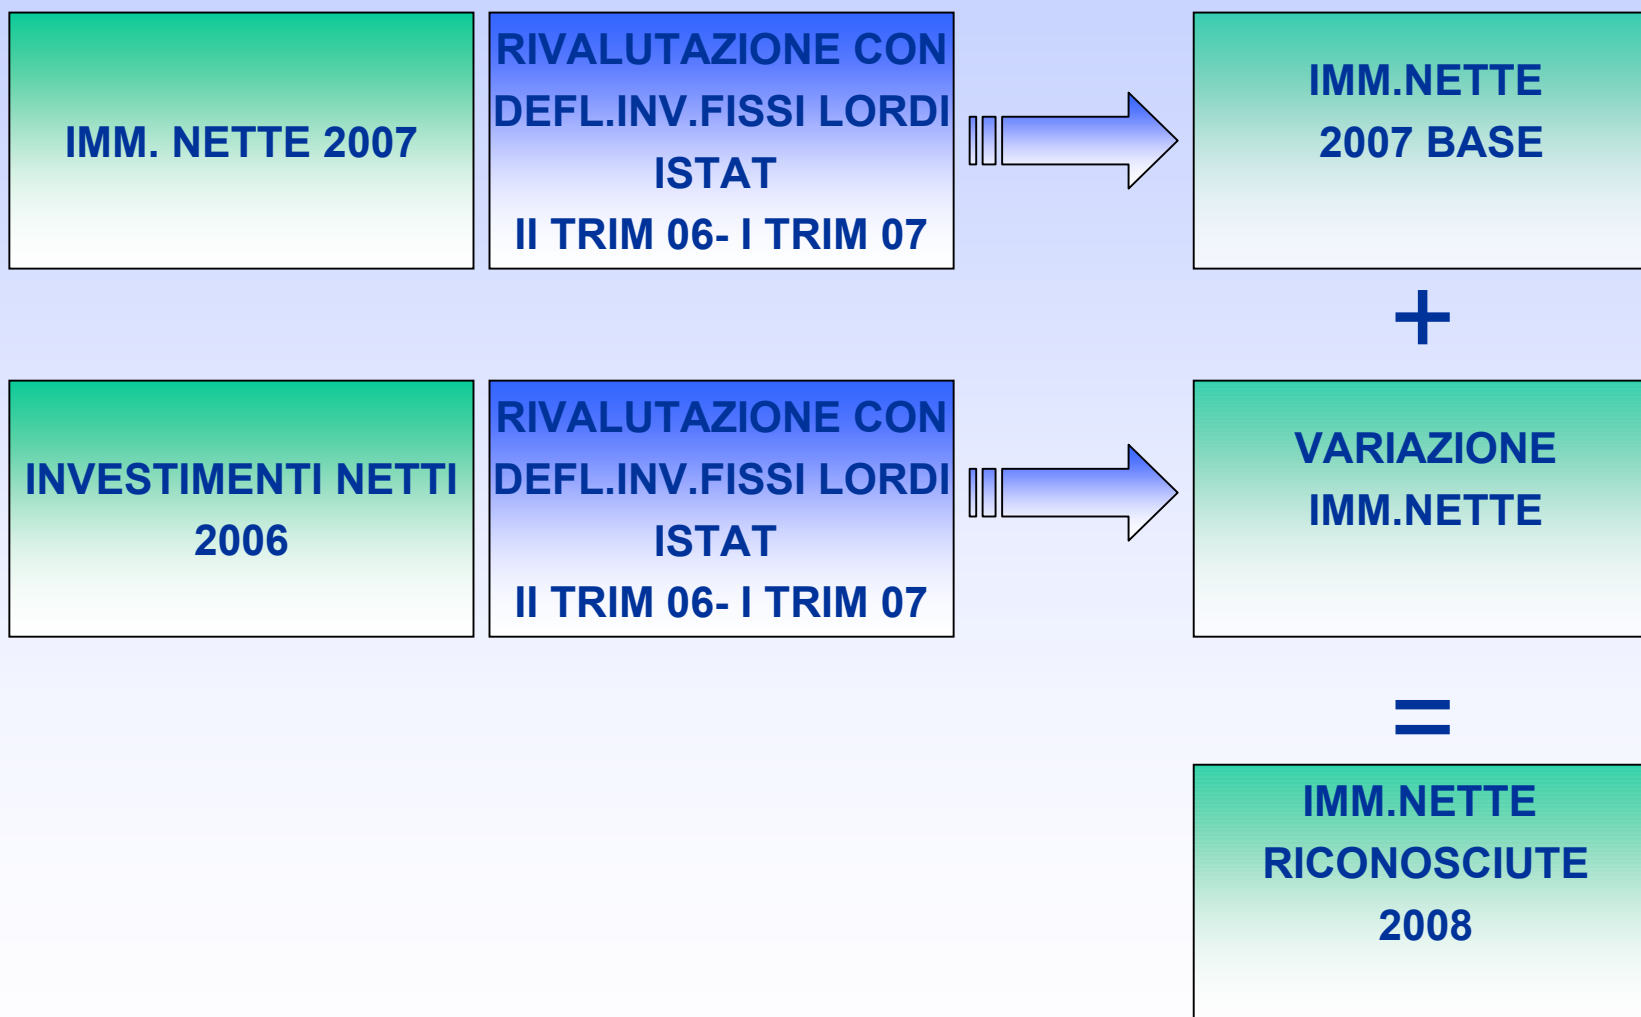 IMM. NETTE 2007
RIVALUTAZIONE CON
DEFL.INV.FISSI LORDI
ISTAT
II TRIM 06- I TRIM 07
IMM.NETTE
2007 BASE
+
INVESTIMENTI NETTI
2006
RIVALUTAZIONE CON
DEFL.INV.FISSI LORDI
ISTAT
II TRIM 06- I TRIM 07
VARIAZIONE
IMM.NETTE
=
IMM.NETTE
RICONOSCIUTE
2008